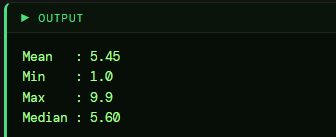 ▶ OUTPUT
Mean   : 5.45
Min    : 1.0
Max    : 9.9
Median : 5.60